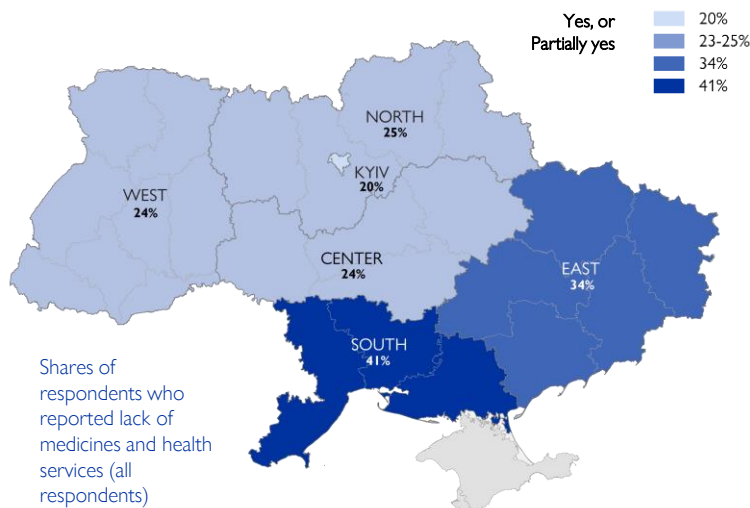 Yes, or
Partially yes
20%
23-25%
34%
41%
NORTH
25%
KYIV
20%
WEST
24%
CENTER
24%
EAST
34%
SOUTH
41%
Shares of
respondents who
reported lack of
medicines and health
services (all
respondents)